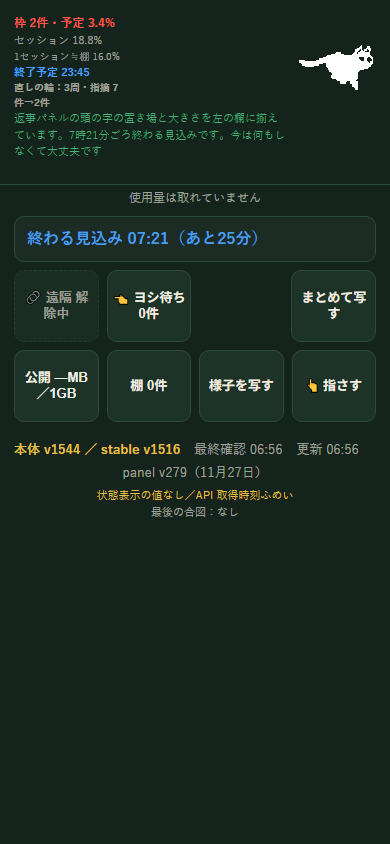 枠 2件・予定 3.4%
セッション 18.8%
1セッション≒棚 16.0%
終了予定 23:45
直しの輪：3周・指摘 7
件→2件
返事パネルの頭の字の置き場と大きさを左の欄に揃え
ています。7時21分ごろ終わる見込みです。今は何もし
なくて大丈夫です
使用量は取れていません
終わる見込み 07:21（あと25分）
🔗 遠隔 解
除中
👈 ヨシ待ち
0件
まとめて写
す
公開 —MB
／1GB
棚 0件
様子を写す
👆 指さす
本体 v1544 ／ stable v1516 最終確認 06:56 更新 06:56
panel v279（11月27日）
状態表示の値なし／API 取得時刻ふめい
最後の合図：なし